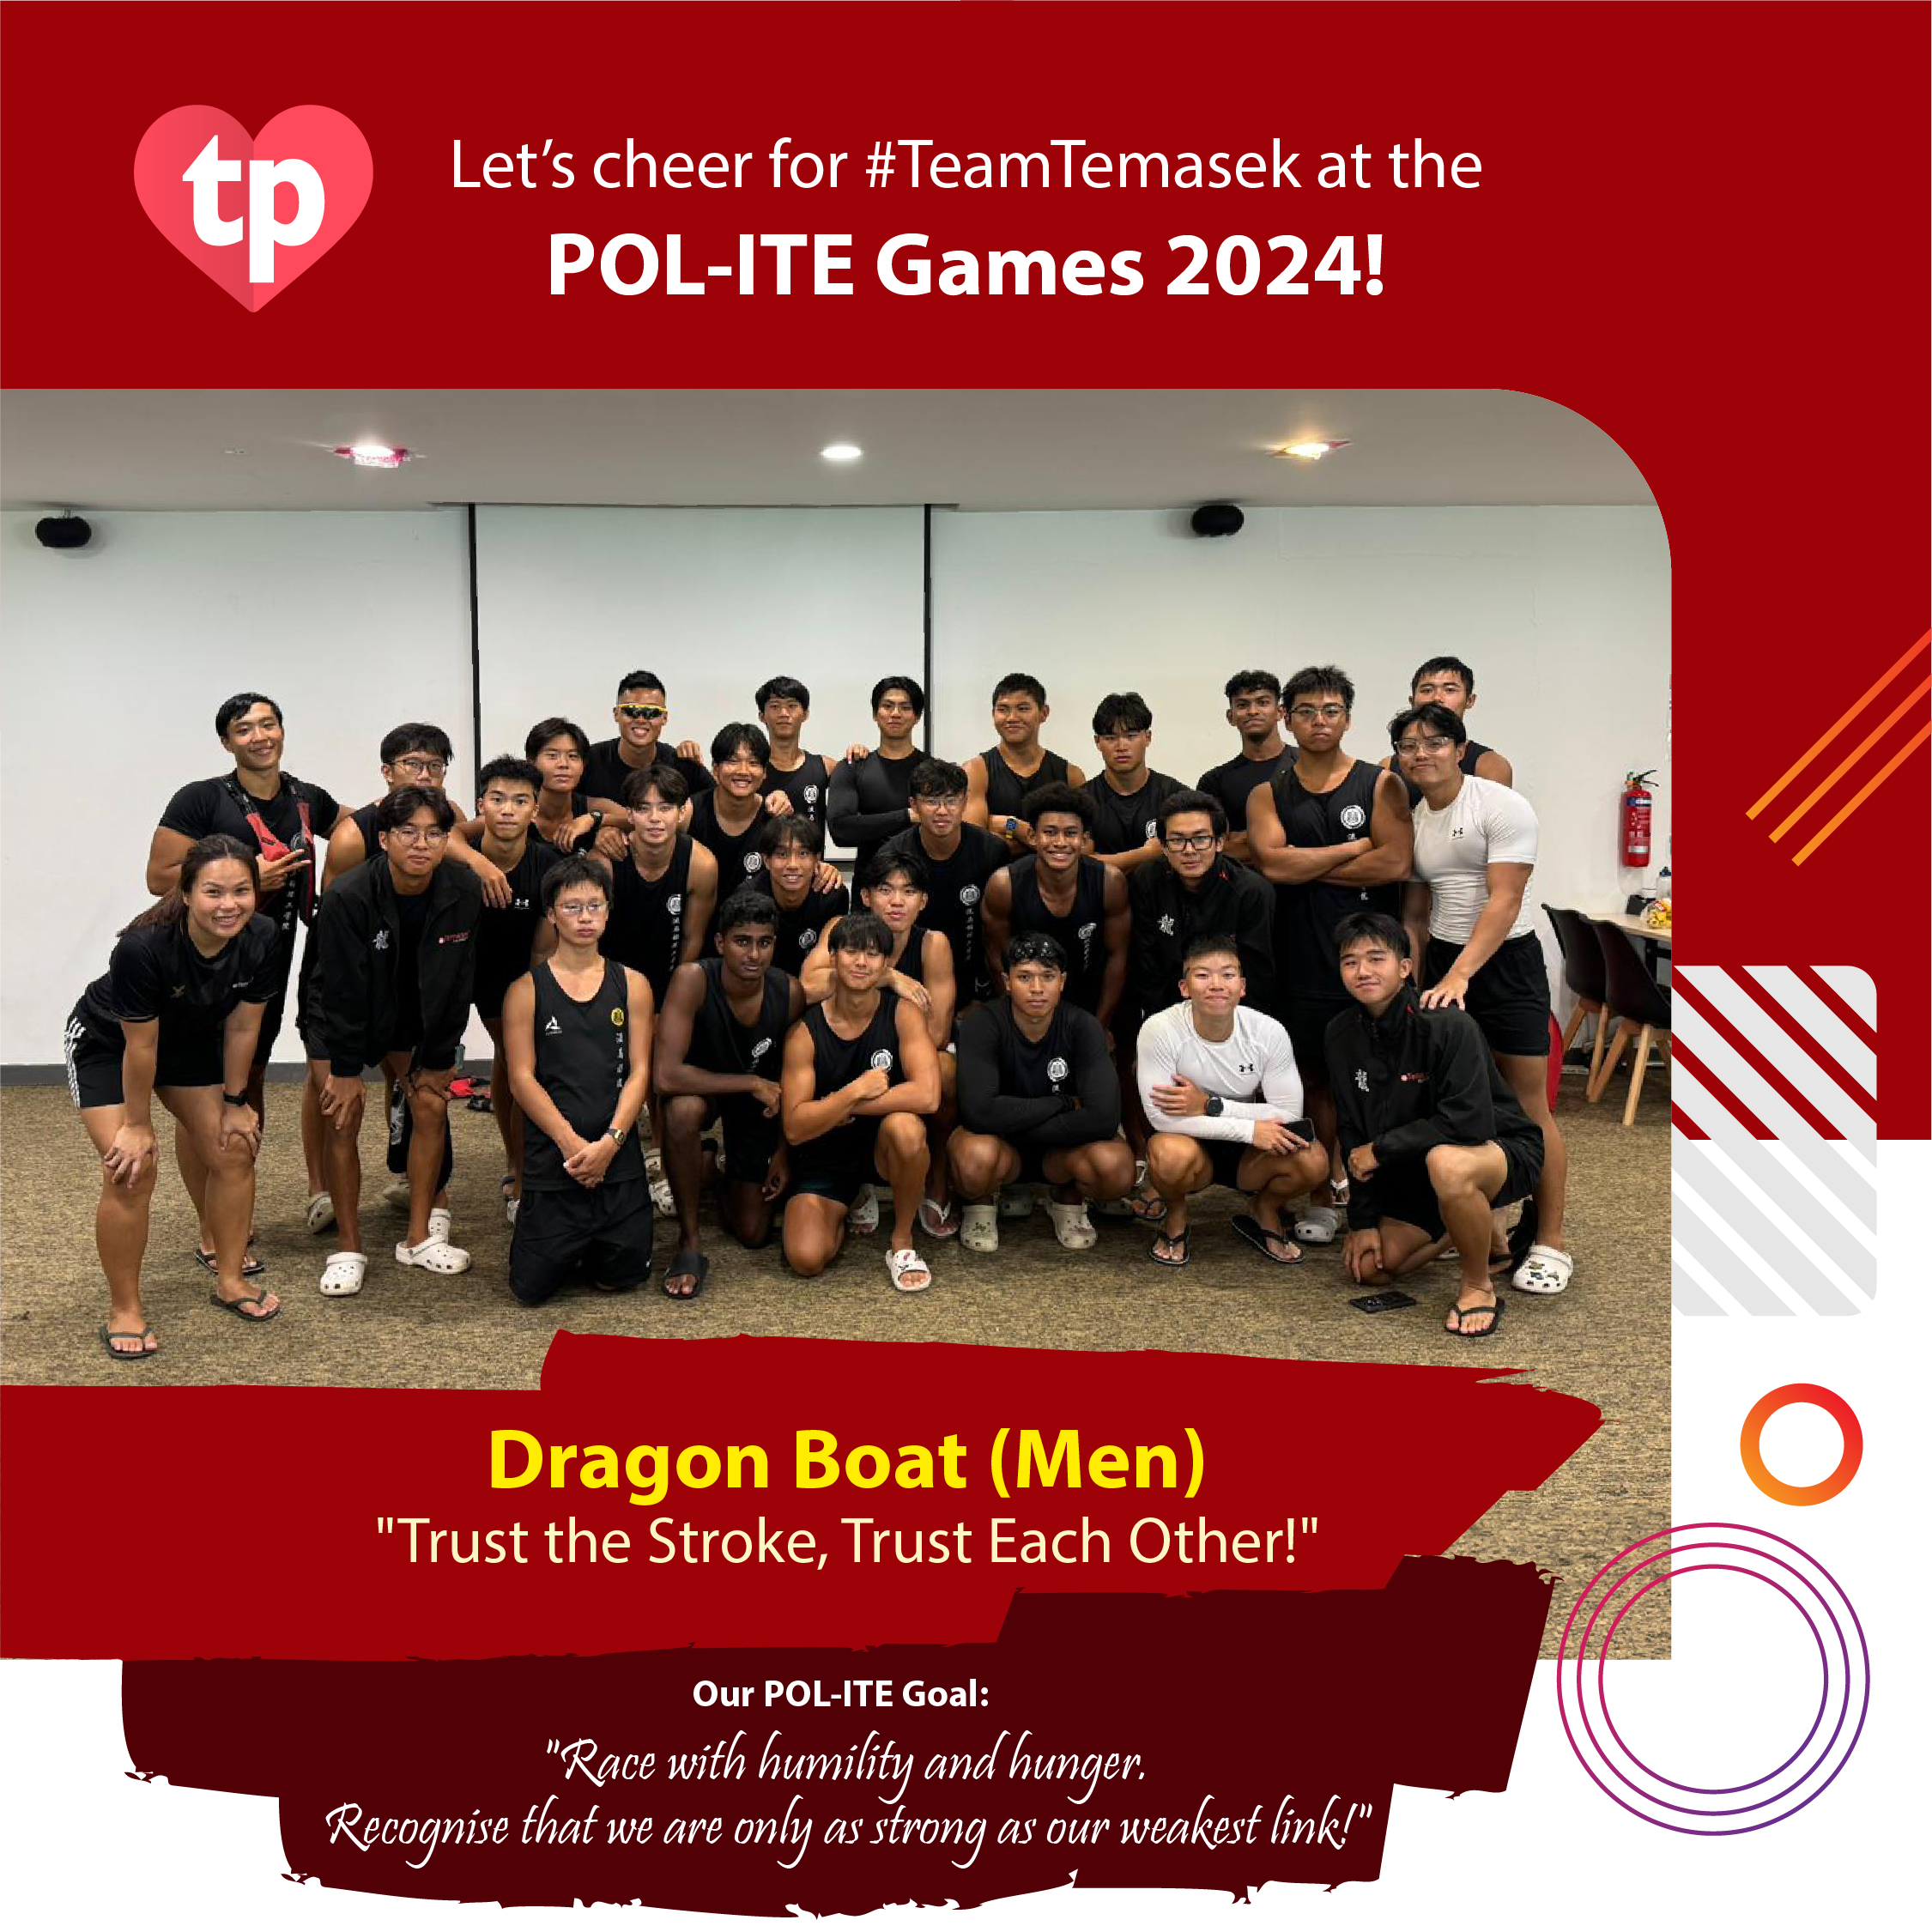 tp
Let’s cheer for #TeamTemasek at the
POL-ITE Games 2024!
Dragon Boat (Men)
"Trust the Stroke, Trust Each Other!"
Our POL-ITE Goal:
"Race with humility and hunger.
Recognise that we are only as strong as our weakest link!"